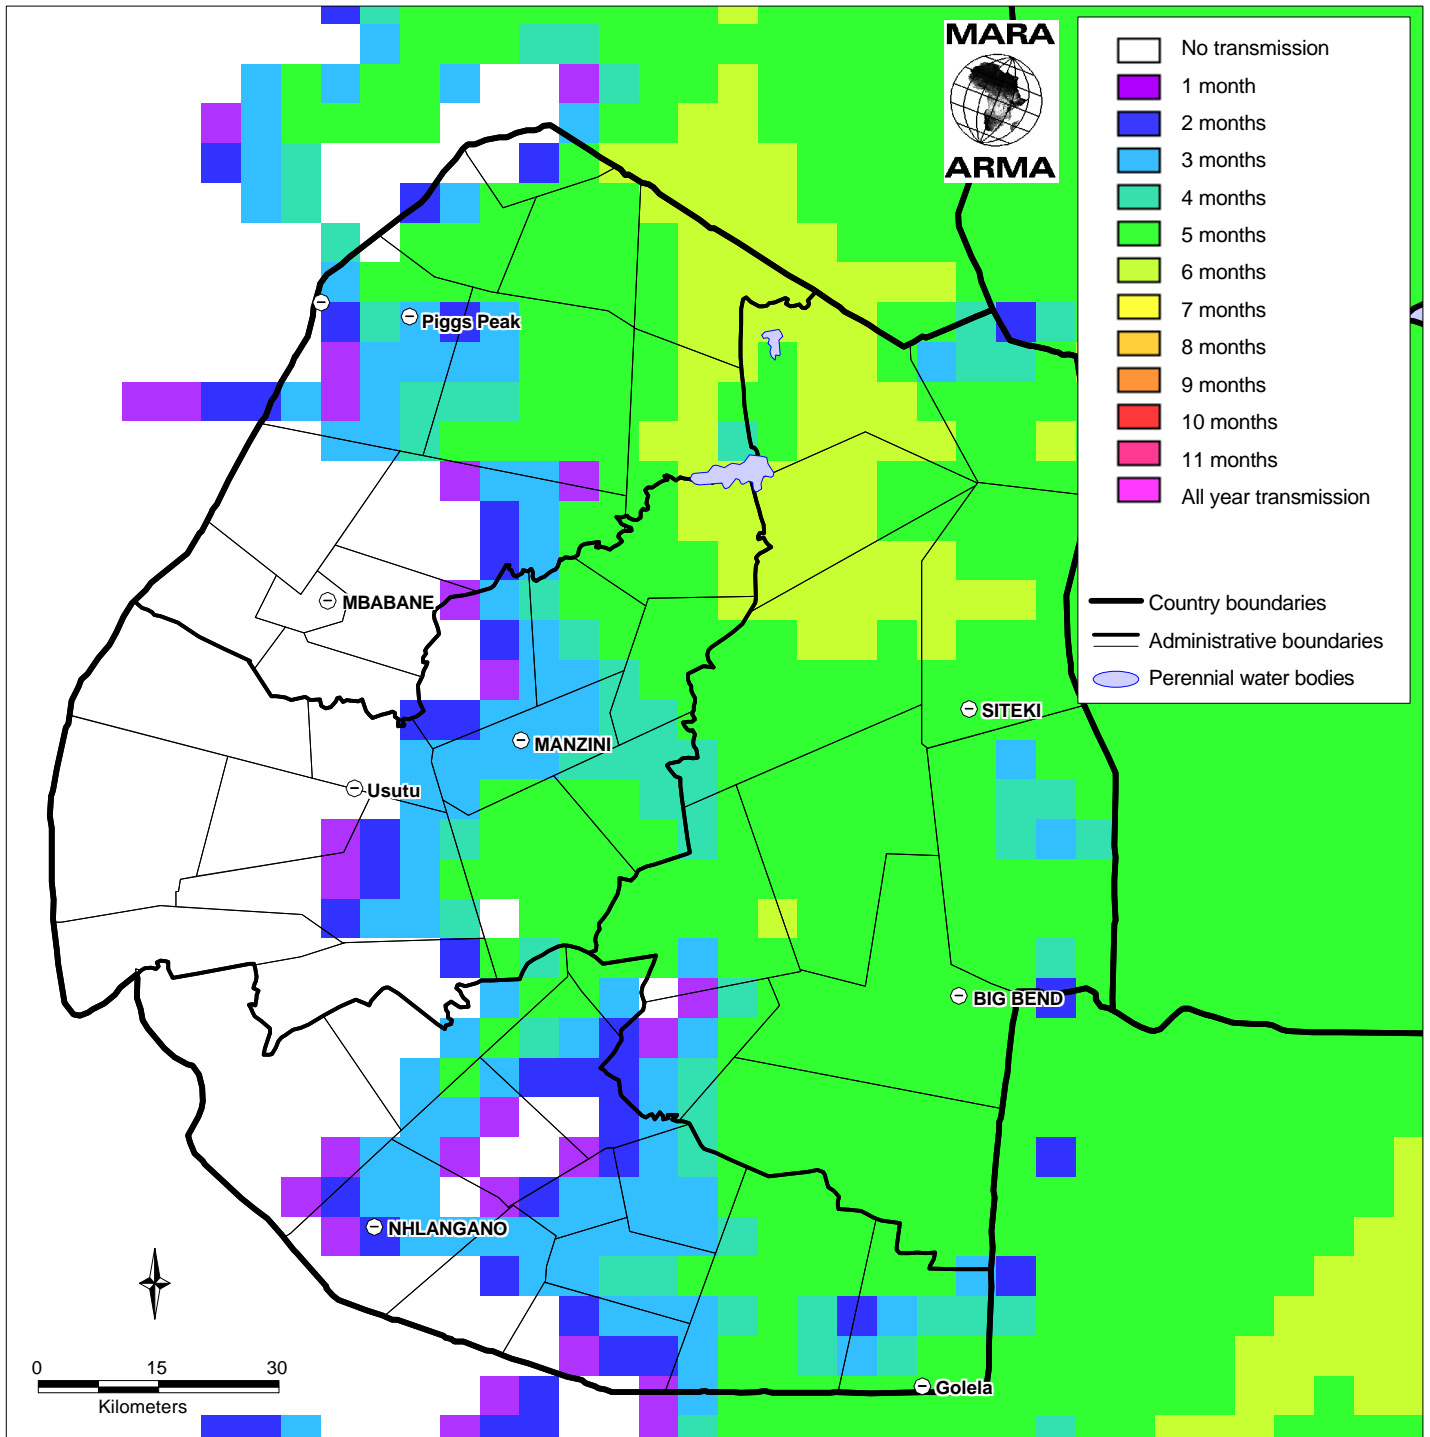 MARA
ARMA
No transmission
1 month
2 months
3 months
4 months
5 months
6 months
7 months
8 months
9 months
10 months
11 months
All year transmission
Country boundaries
Administrative boundaries
Perennial water bodies
Piggs Peak
MBABANE
SITEKI
MANZINI
Usutu
BIG BEND
NHLANGANO
Golela
0 15 30
Kilometers